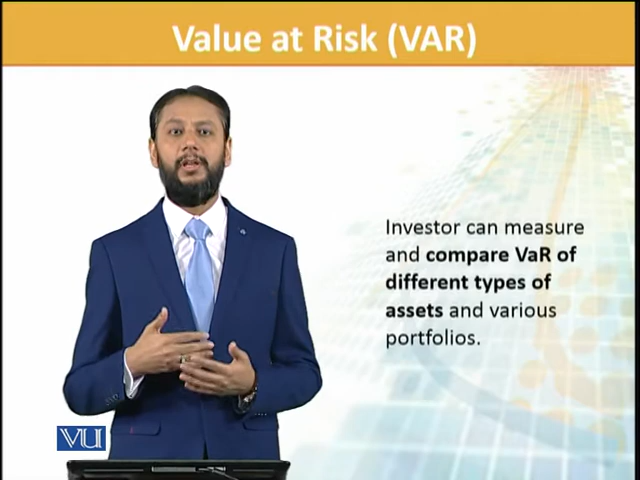 Value at Risk (VAR)
Investor can measure
and compare VaR of
different types of
assets and various
portfolios.
VU